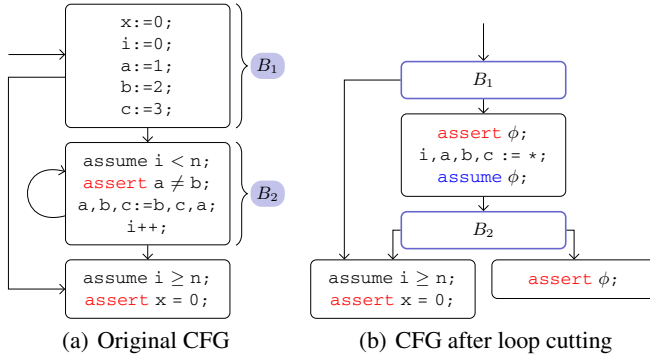 x:=0;
i:=0;
a:=1;
b:=2;
c:=3;
B₁
assume i < n;
assert a ≠ b;
a,b,c:=b,c,a;
i++;
B₂
assume i ≥ n;
assert x = 0;
(a) Original CFG
B₁
assert ϕ;
i,a,b,c := *;
assume ϕ;
B₂
assume i ≥ n;
assert x = 0;
assert ϕ;
(b) CFG after loop cutting